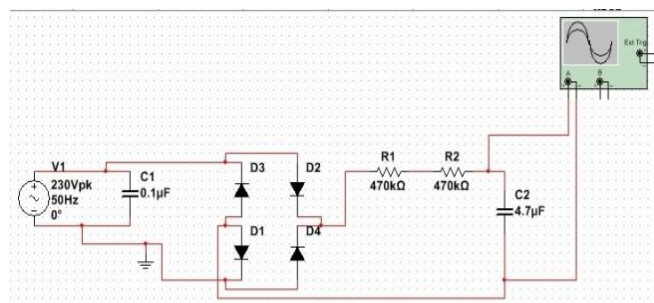 Ext Trig
A
B
V1
230Vpk
50Hz
0°
C1
0.1µF
D3
D2
D1
D4
R1
470kΩ
R2
470kΩ
C2
4.7µF